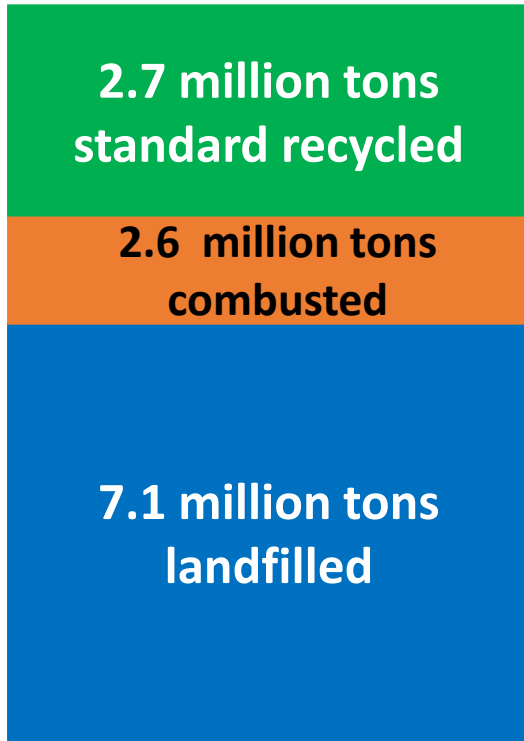 2.7 million tons
standard recycled
2.6  million tons
combusted
7.1 million tons
landfilled